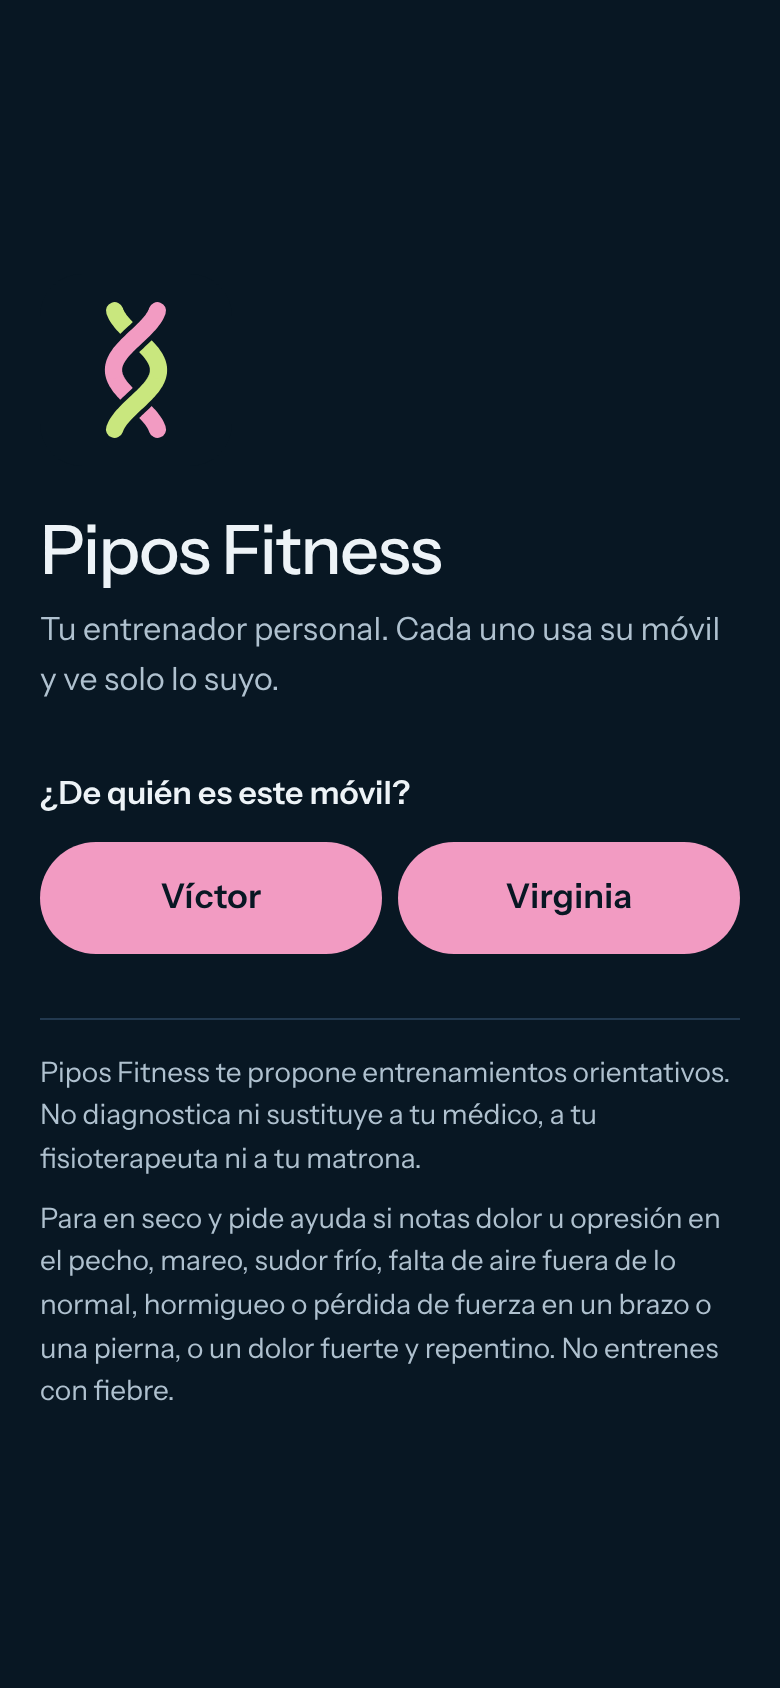 Pipos Fitness
Tu entrenador personal. Cada uno usa su móvil
y ve solo lo suyo.
¿De quién es este móvil?
Víctor
Virginia
Pipos Fitness te propone entrenamientos orientativos.
No diagnostica ni sustituye a tu médico, a tu
fisioterapeuta ni a tu matrona.
Para en seco y pide ayuda si notas dolor u opresión en
el pecho, mareo, sudor frío, falta de aire fuera de lo
normal, hormigueo o pérdida de fuerza en un brazo o
una pierna, o un dolor fuerte y repentino. No entrenes
con fiebre.